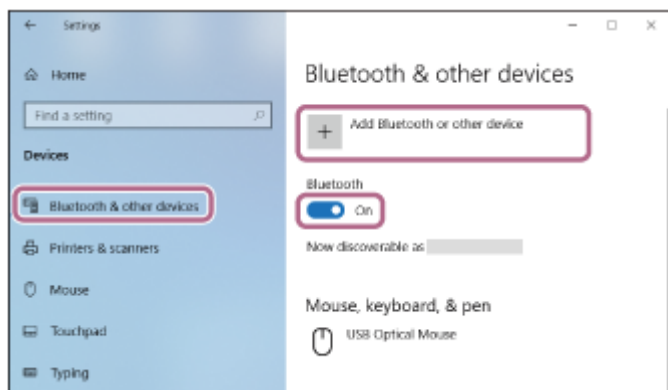 Settings
Home
Find a setting
Devices
Bluetooth & other devices
Printers & scanners
Mouse
Touchpad
Typing
Bluetooth & other devices
Add Bluetooth or other device
Bluetooth
On
Now discoverable as
Mouse, keyboard, & pen
USB Optical Mouse